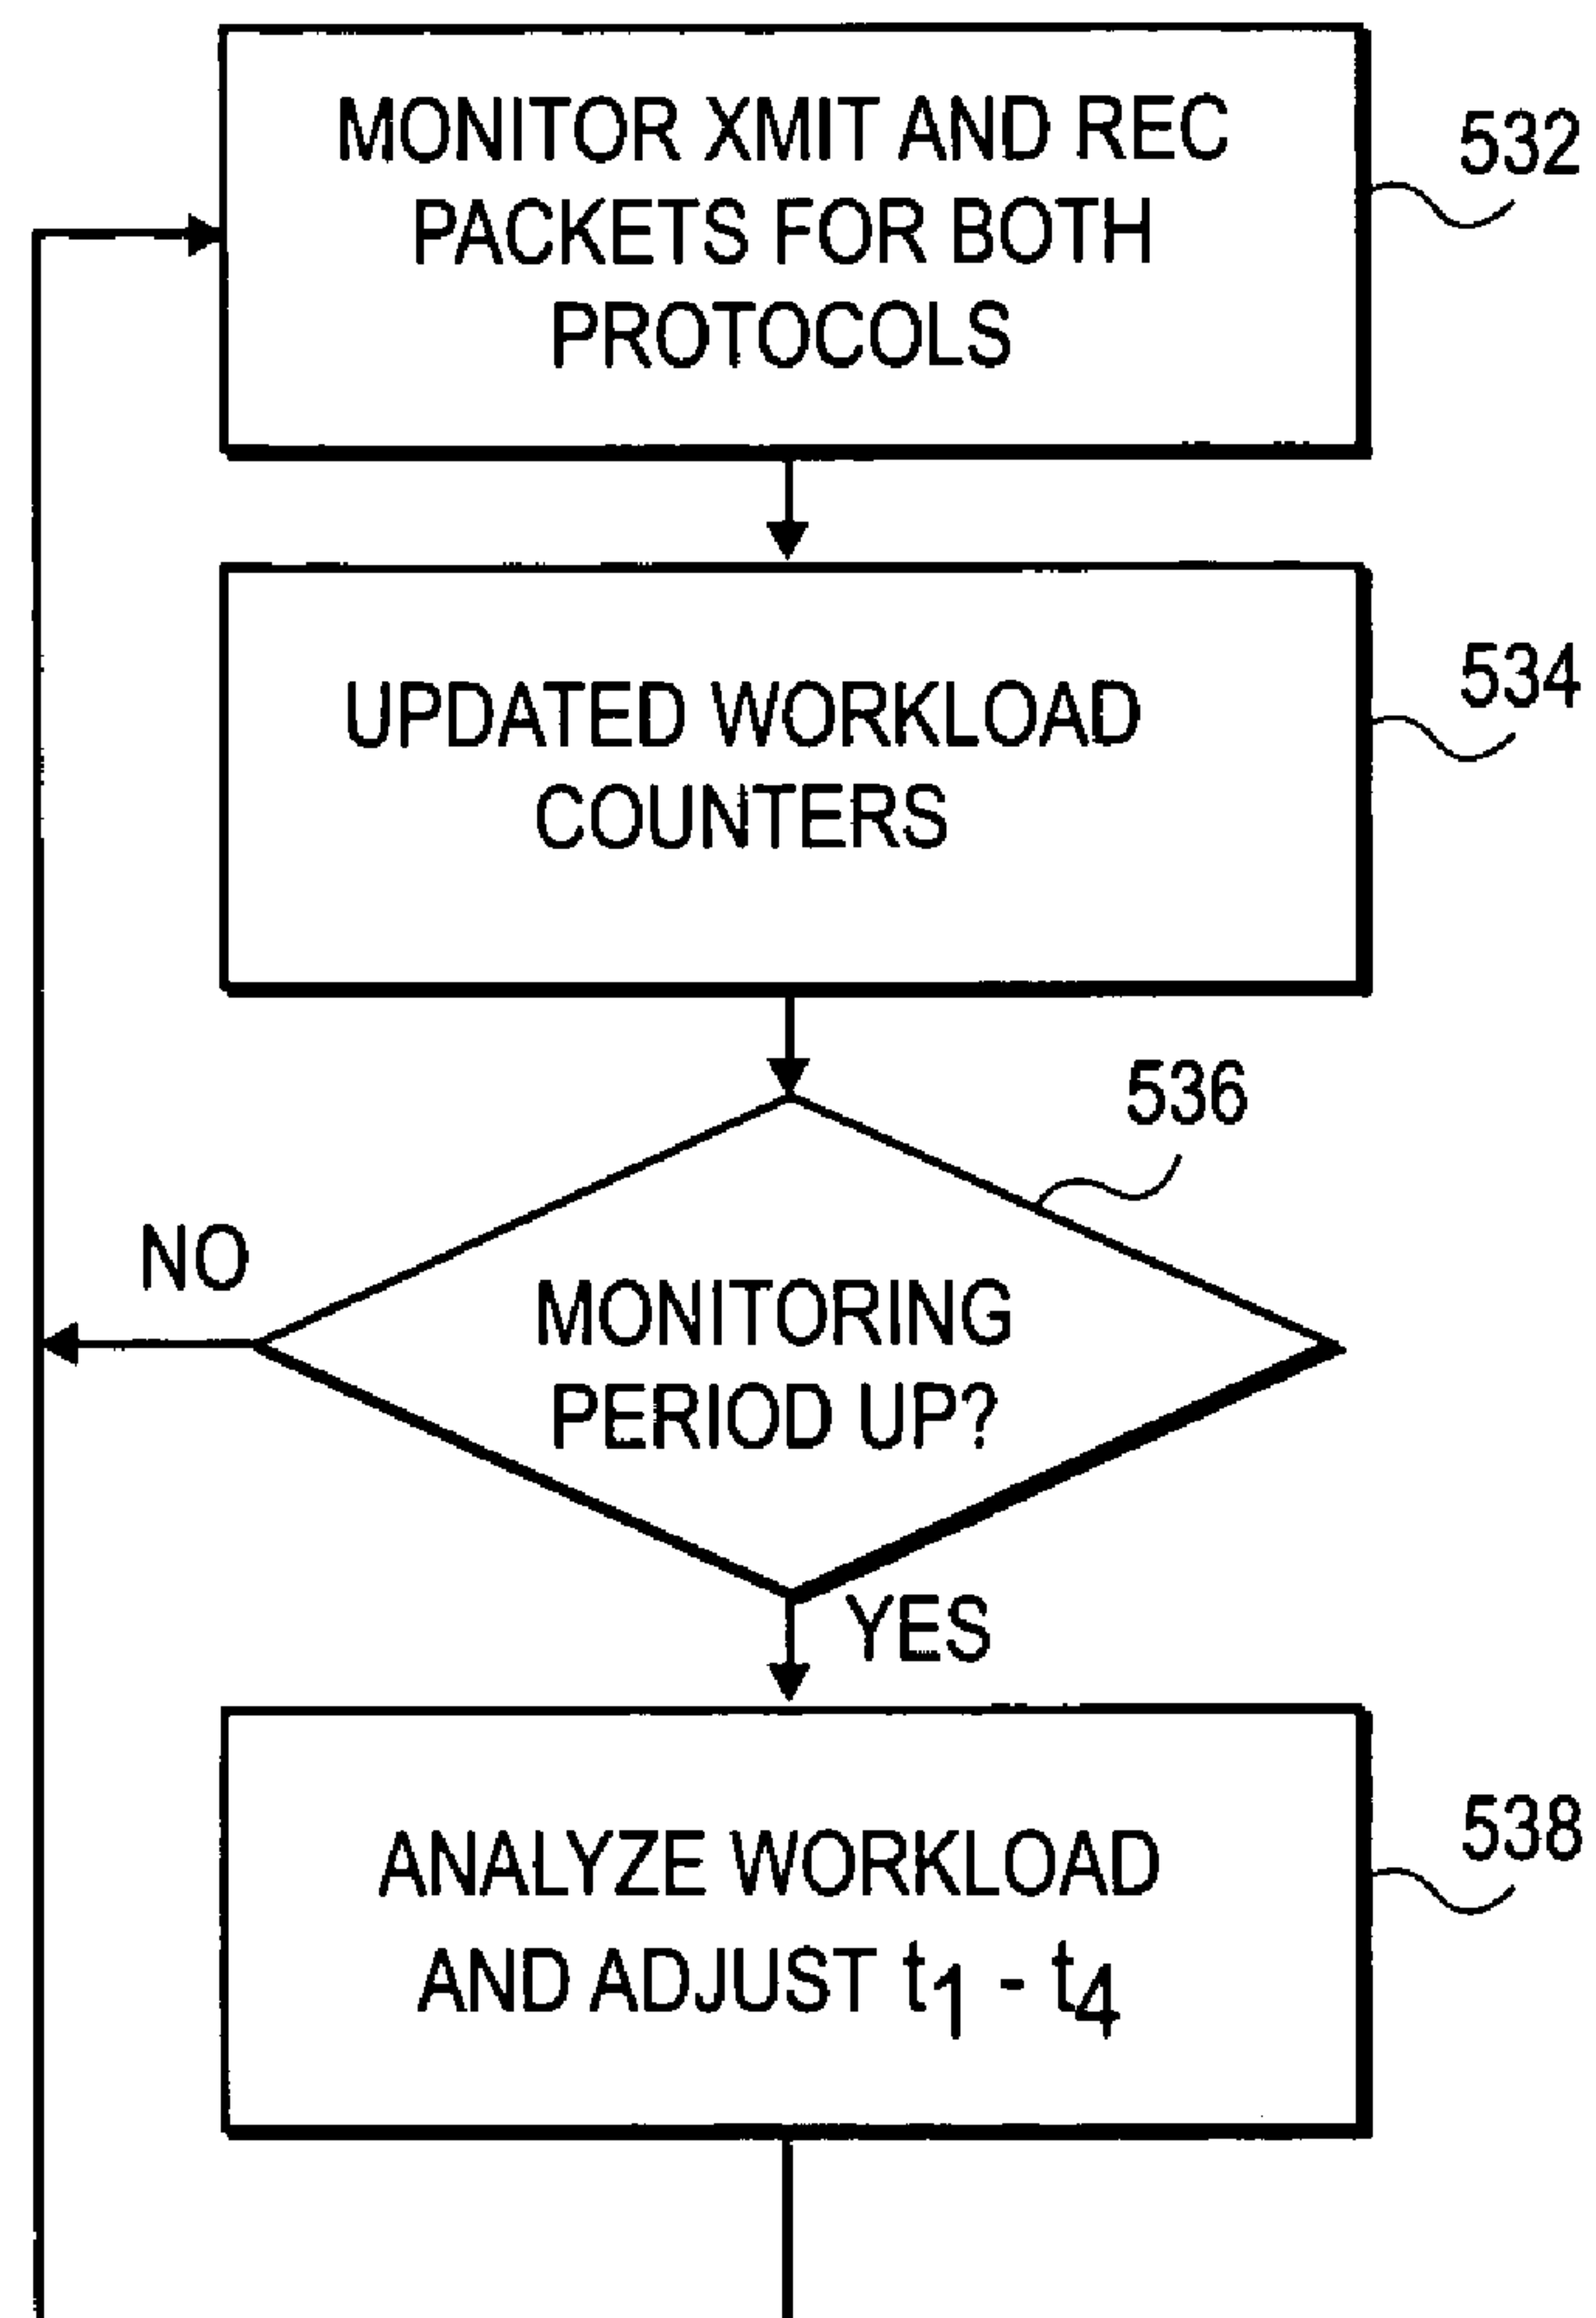 MONITOR XMIT AND REC
PACKETS FOR BOTH
PROTOCOLS
532
UPDATED WORKLOAD
COUNTERS
534
536
NO
MONITORING
PERIOD UP?
YES
ANALYZE WORKLOAD
AND ADJUST t₁ - t₄
538